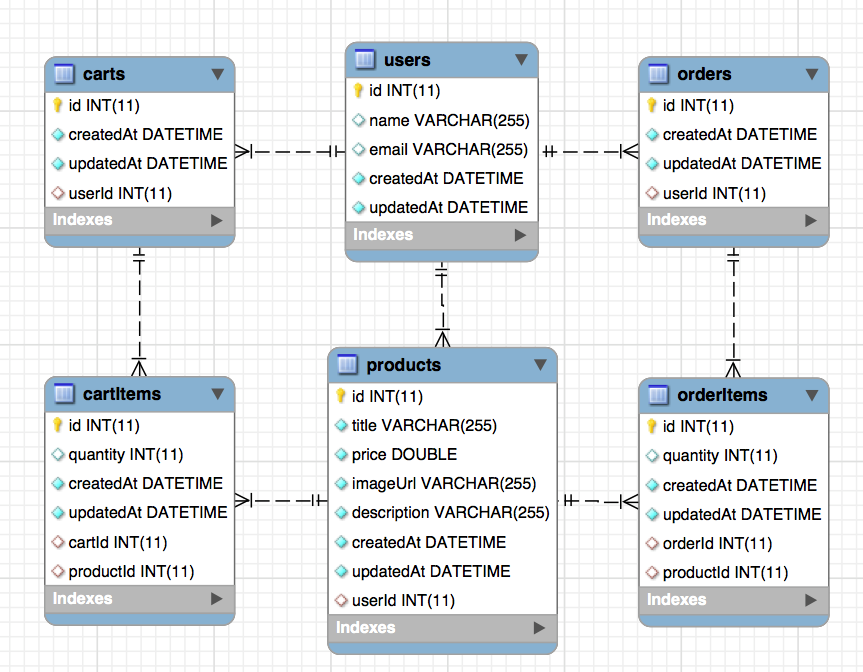 carts
id INT(11)
createdAt DATETIME
updatedAt DATETIME
userId INT(11)
Indexes
users
id INT(11)
name VARCHAR(255)
email VARCHAR(255)
createdAt DATETIME
updatedAt DATETIME
Indexes
orders
id INT(11)
createdAt DATETIME
updatedAt DATETIME
userId INT(11)
Indexes
cartItems
id INT(11)
quantity INT(11)
createdAt DATETIME
updatedAt DATETIME
cartId INT(11)
productId INT(11)
Indexes
products
id INT(11)
title VARCHAR(255)
price DOUBLE
imageUrl VARCHAR(255)
description VARCHAR(255)
createdAt DATETIME
updatedAt DATETIME
userId INT(11)
Indexes
orderItems
id INT(11)
quantity INT(11)
createdAt DATETIME
updatedAt DATETIME
orderId INT(11)
productId INT(11)
Indexes